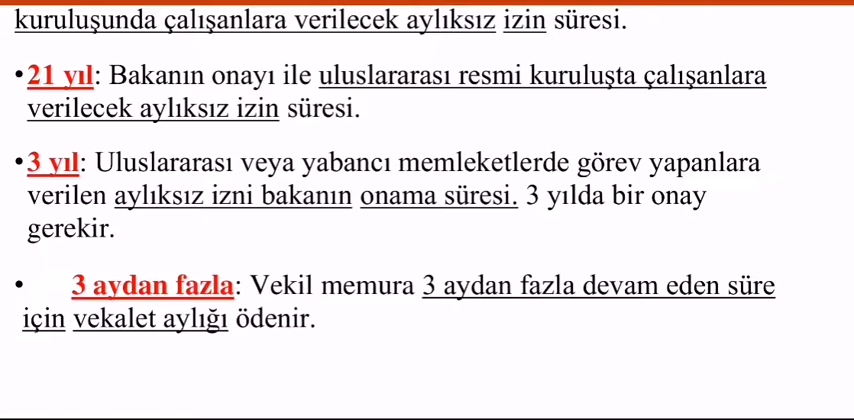 kuruluşunda çalışanlara verilecek aylıksız izin süresi.
•21 yıl: Bakanın onayı ile uluslararası resmi kuruluşta çalışanlara
verilecek aylıksız izin süresi.
•3 yıl: Uluslararası veya yabancı memleketlerde görev yapanlara
verilen aylıksız izni bakanın onama süresi. 3 yılda bir onay
gerekir.
• 3 aydan fazla: Vekil memura 3 aydan fazla devam eden süre
için vekalet aylığı ödenir.